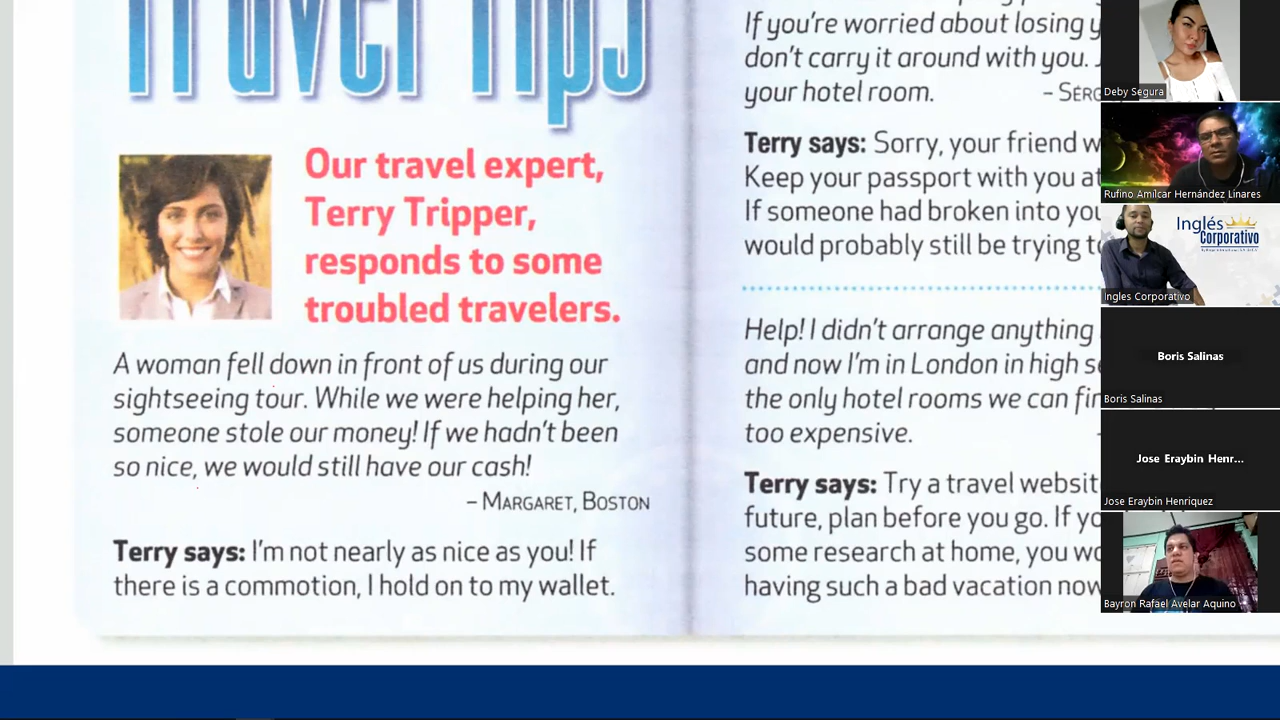 Travel Tips
Our travel expert,
Terry Tripper,
responds to some
troubled travelers.
A woman fell down in front of us during our
sightseeing tour. While we were helping her,
someone stole our money! If we hadn't been
so nice, we would still have our cash!
– MARGARET, BOSTON
Terry says: I'm not nearly as nice as you! If
there is a commotion, I hold on to my wallet.
If you're worried about losing
don't carry it around with you.
your hotel room.
Terry says: Sorry, your friend
Keep your passport with you at
If someone had broken into
would probably still be trying
Help! I didn't arrange anything
and now I'm in London in high
the only hotel rooms we can
too expensive.
Terry says: Try a travel
future, plan before you go. If
some research at home, you
having such a bad vacation now
Deby Segura
Rufino Amílcar Hernández Linares
Inglés
Corporativo
Ingles Corporativo
Boris Salinas
Boris Salinas
Jose Eraybin Henr...
Jose Eraybin Henriquez
Bayron Rafael Avelar Aquino